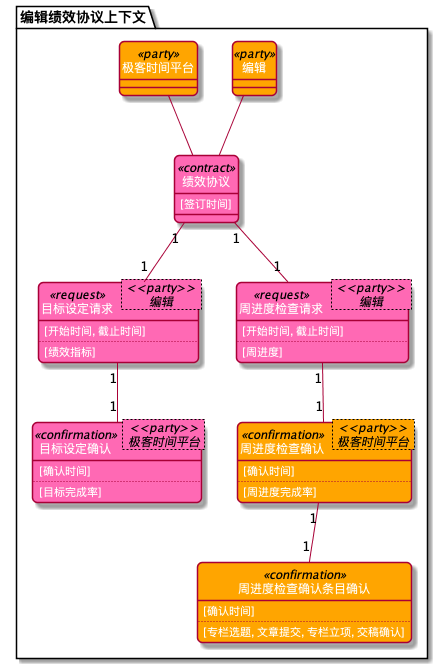 编辑绩效协议上下文
«party»
极客时间平台
«party»
编辑
«contract»
绩效协议
[签订时间]
1
1
1
1
<<party>>
编辑
«request»
目标设定请求
[开始时间, 截止时间]
[绩效指标]
<<party>>
编辑
«request»
周进度检查请求
[开始时间, 截止时间]
[周进度]
1
1
1
1
<<party>>
极客时间平台
«confirmation»
目标设定确认
[确认时间]
[目标完成率]
<<party>>
极客时间平台
«confirmation»
周进度检查确认
[确认时间]
[周进度完成率]
1
1
«confirmation»
周进度检查确认条目确认
[确认时间]
[专栏选题, 文章提交, 专栏立项, 交稿确认]